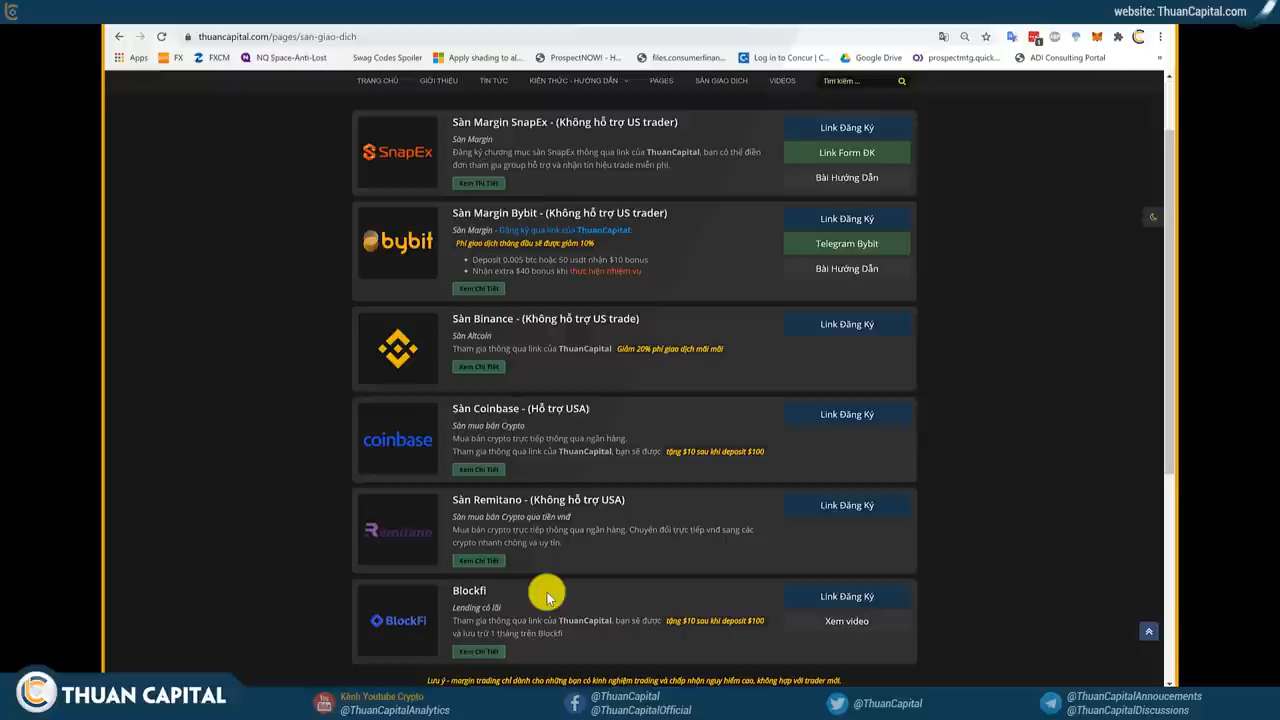 website: ThuanCapital.com
thuancapital.com/pages/san-giao-dich
Apps FX FXCM NQ Space-Anti-Lost Swag Codes Spoiler Apply shading to al... ProspectNOW! - H... files.consumerfinan... Log in to Concur | C... Google Drive prospectmtg.quick... ADI Consulting Portal »
TRANG CHỦ GIỚI THIỆU TIN TỨC KIẾN THỨC - HƯỚNG DẪN PAGES SÀN GIAO DỊCH VIDEOS Tìm kiếm ...
SnapEx
Sàn Margin SnapEx - (Không hỗ trợ US trader)
Sàn Margin
Đăng ký chương mục sàn SnapEx thông qua link của ThuanCapital, bạn có thể điền
đơn tham gia group hỗ trợ và nhận tín hiệu trade miễn phí.
Xem Thi Tiết
Link Đăng Ký
Link Form ĐK
Bài Hướng Dẫn
bybit
Sàn Margin Bybit - (Không hỗ trợ US trader)
Sàn Margin - Đăng ký qua link của ThuanCapital:
Phí giao dịch tháng đầu sẽ được giảm 10%
Deposit 0.005 btc hoặc 50 usdt nhận $10 bonus
Nhận extra $40 bonus khi thực hiện nhiệm vụ
Xem Chi Tiết
Link Đăng Ký
Telegram Bybit
Bài Hướng Dẫn
Sàn Binance - (Không hỗ trợ US trade)
Sàn Altcoin
Tham gia thông qua link của ThuanCapital Giảm 20% phí giao dịch mãi mãi
Xem Chi Tiết
Link Đăng Ký
coinbase
Sàn Coinbase - (Hỗ trợ USA)
Sàn mua bán Crypto
Mua bán crypto trực tiếp thông qua ngân hàng.
Tham gia thông qua link của ThuanCapital, bạn sẽ được tặng $10 sau khi deposit $100
Xem Chi Tiết
Link Đăng Ký
Remitano
Sàn Remitano - (Không hỗ trợ USA)
Sàn mua bán Crypto qua tiền vnđ
Mua bán crypto trực tiếp thông qua ngân hàng. Chuyển đổi trực tiếp vnđ sang các
crypto nhanh chóng và uy tín.
Xem Chi Tiết
Link Đăng Ký
BlockFi
Blockfi
Lending có lãi
Tham gia thông qua link của ThuanCapital, bạn sẽ được tặng $10 sau khi deposit $100
và lưu trữ 1 tháng trên Blockfi
Xem Chi Tiết
Link Đăng Ký
Xem video
Lưu ý - margin trading chỉ dành cho những bạn có kinh nghiệm trading và chấp nhận nguy hiểm cao, không hợp với trader mới.
THUAN CAPITAL
Kênh Youtube Crypto
@ThuanCapitalAnalytics
@ThuanCapital
@ThuanCapitalOfficial
@ThuanCapital
@ThuanCapitalAnnoucements
@ThuanCapitalDiscussions